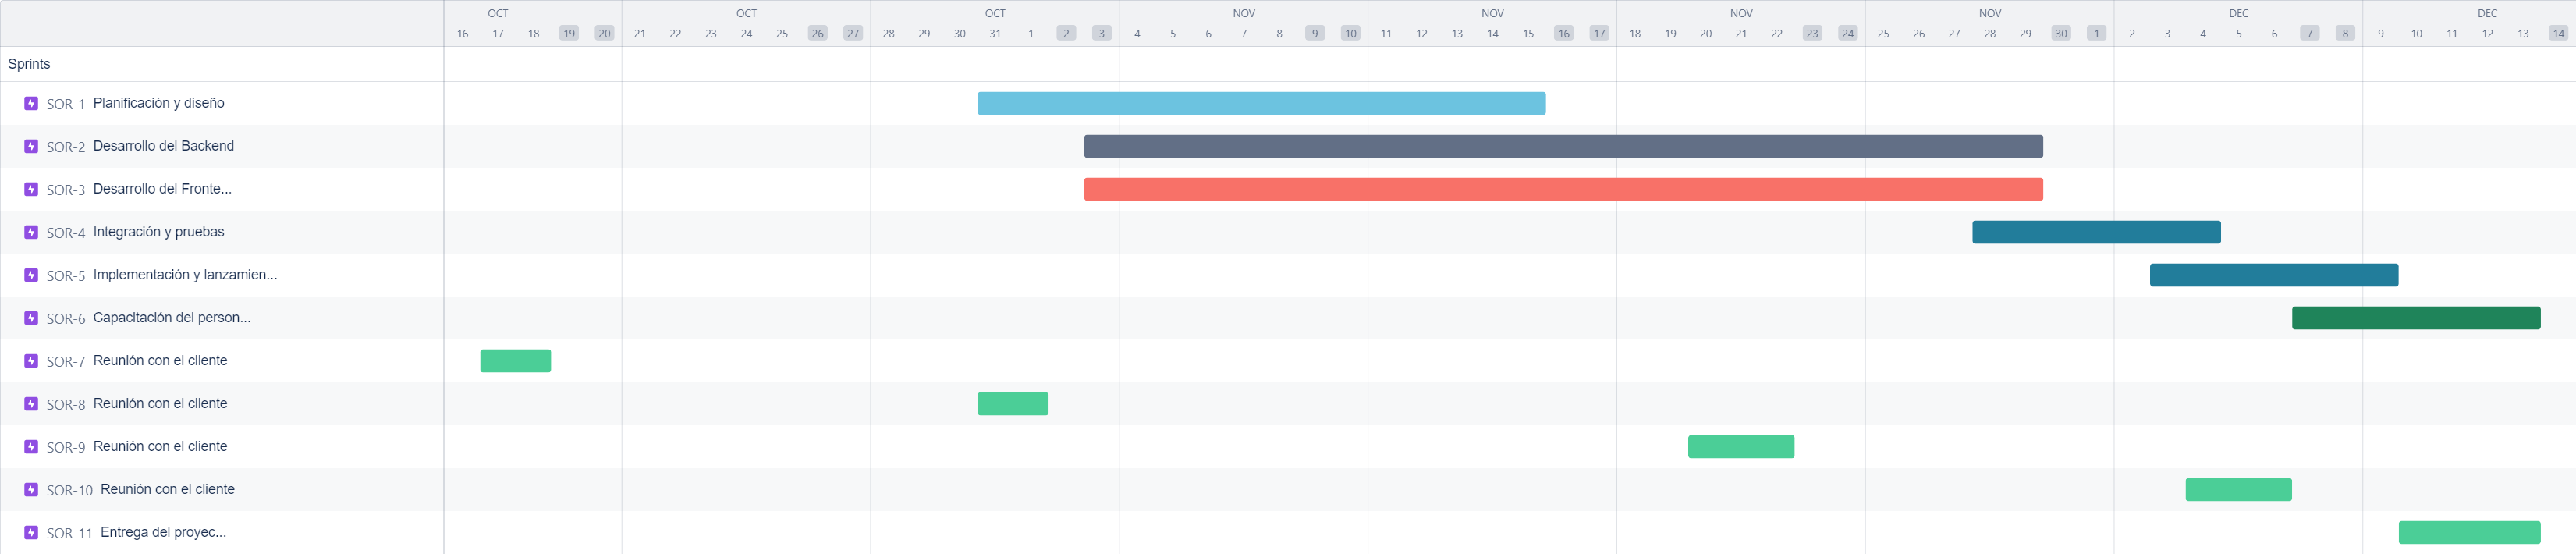 OCT OCT OCT NOV NOV NOV NOV DEC DEC
16 17 18 19 20 21 22 23 24 25 26 27 28 29 30 31 1 2 3 4 5 6 7 8 9 10 11 12 13 14 15 16 17 18 19 20 21 22 23 24 25 26 27 28 29 30 1 2 3 4 5 6 7 8 9 10 11 12 13 14
Sprints
SOR-1 Planificación y diseño
SOR-2 Desarrollo del Backend
SOR-3 Desarrollo del Fronte...
SOR-4 Integración y pruebas
SOR-5 Implementación y lanzamien...
SOR-6 Capacitación del person...
SOR-7 Reunión con el cliente
SOR-8 Reunión con el cliente
SOR-9 Reunión con el cliente
SOR-10 Reunión con el cliente
SOR-11 Entrega del proyec...